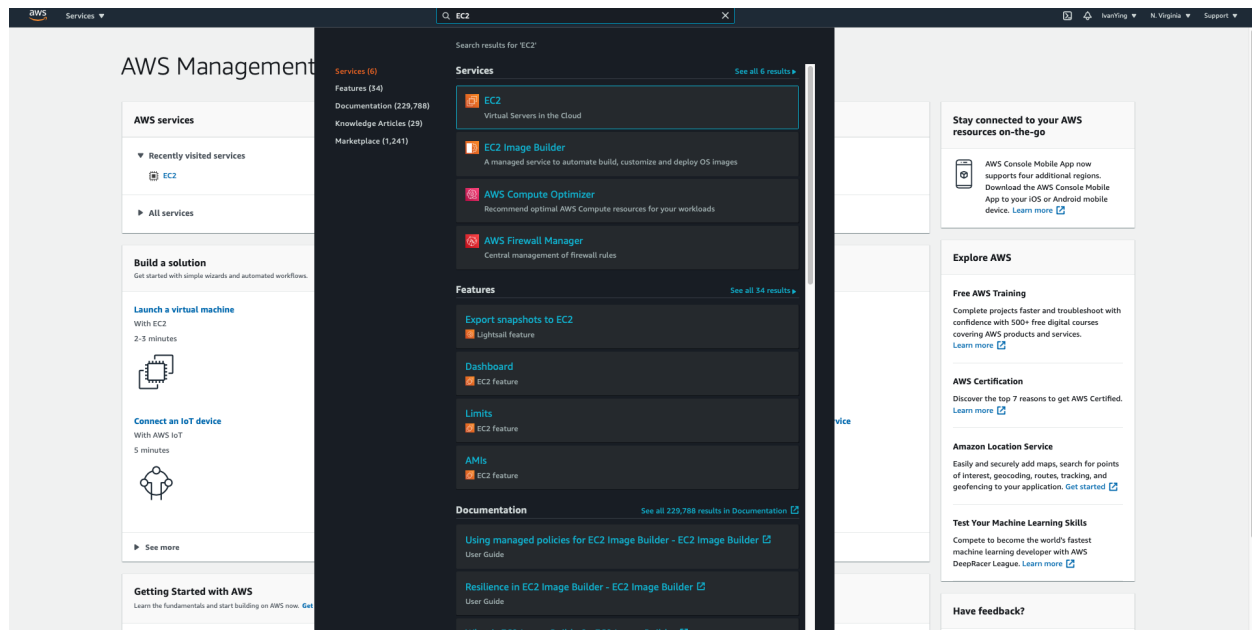 aws
Services ▼
EC2
IvanYing ▼
N. Virginia ▼
Support ▼
AWS Management
AWS services
▼ Recently visited services
EC2
▶ All services
Build a solution
Get started with simple wizards and automated workflows.
Launch a virtual machine
With EC2
2-3 minutes
Connect an IoT device
With AWS IoT
5 minutes
▶ See more
Getting Started with AWS
Learn the fundamentals and start building on AWS now. Get
Search results for 'EC2'
Services (6)
Features (34)
Documentation (229,788)
Knowledge Articles (29)
Marketplace (1,241)
Services
See all 6 results ▶
EC2
Virtual Servers in the Cloud
EC2 Image Builder
A managed service to automate build, customize and deploy OS images
AWS Compute Optimizer
Recommend optimal AWS Compute resources for your workloads
AWS Firewall Manager
Central management of firewall rules
Features
See all 34 results ▶
Export snapshots to EC2
Lightsail feature
Dashboard
EC2 feature
Limits
EC2 feature
AMIs
EC2 feature
Documentation
See all 229,788 results in Documentation
Using managed policies for EC2 Image Builder - EC2 Image Builder
User Guide
Resilience in EC2 Image Builder - EC2 Image Builder
User Guide
vice
Stay connected to your AWS
resources on-the-go
AWS Console Mobile App now
supports four additional regions.
Download the AWS Console Mobile
App to your iOS or Android mobile
device. Learn more
Explore AWS
Free AWS Training
Complete projects faster and troubleshoot with
confidence with 500+ free digital courses
covering AWS products and services.
Learn more
AWS Certification
Discover the top 7 reasons to get AWS Certified.
Learn more
Amazon Location Service
Easily and securely add maps, search for points
of interest, geocoding, routes, tracking, and
geofencing to your application. Get started
Test Your Machine Learning Skills
Compete to become the world's fastest
machine learning developer with AWS
DeepRacer League. Learn more
Have feedback?